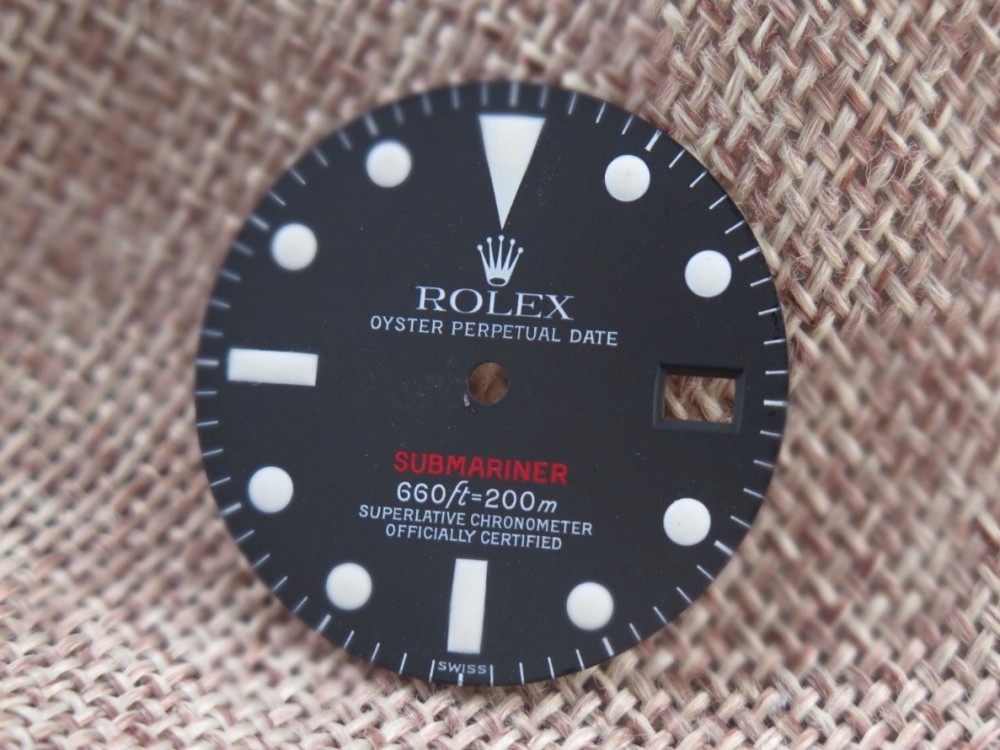 ROLEX
OYSTER PERPETUAL DATE
SUBMARINER
660ft=200m
SUPERLATIVE CHRONOMETER
OFFICIALLY CERTIFIED
SWISS